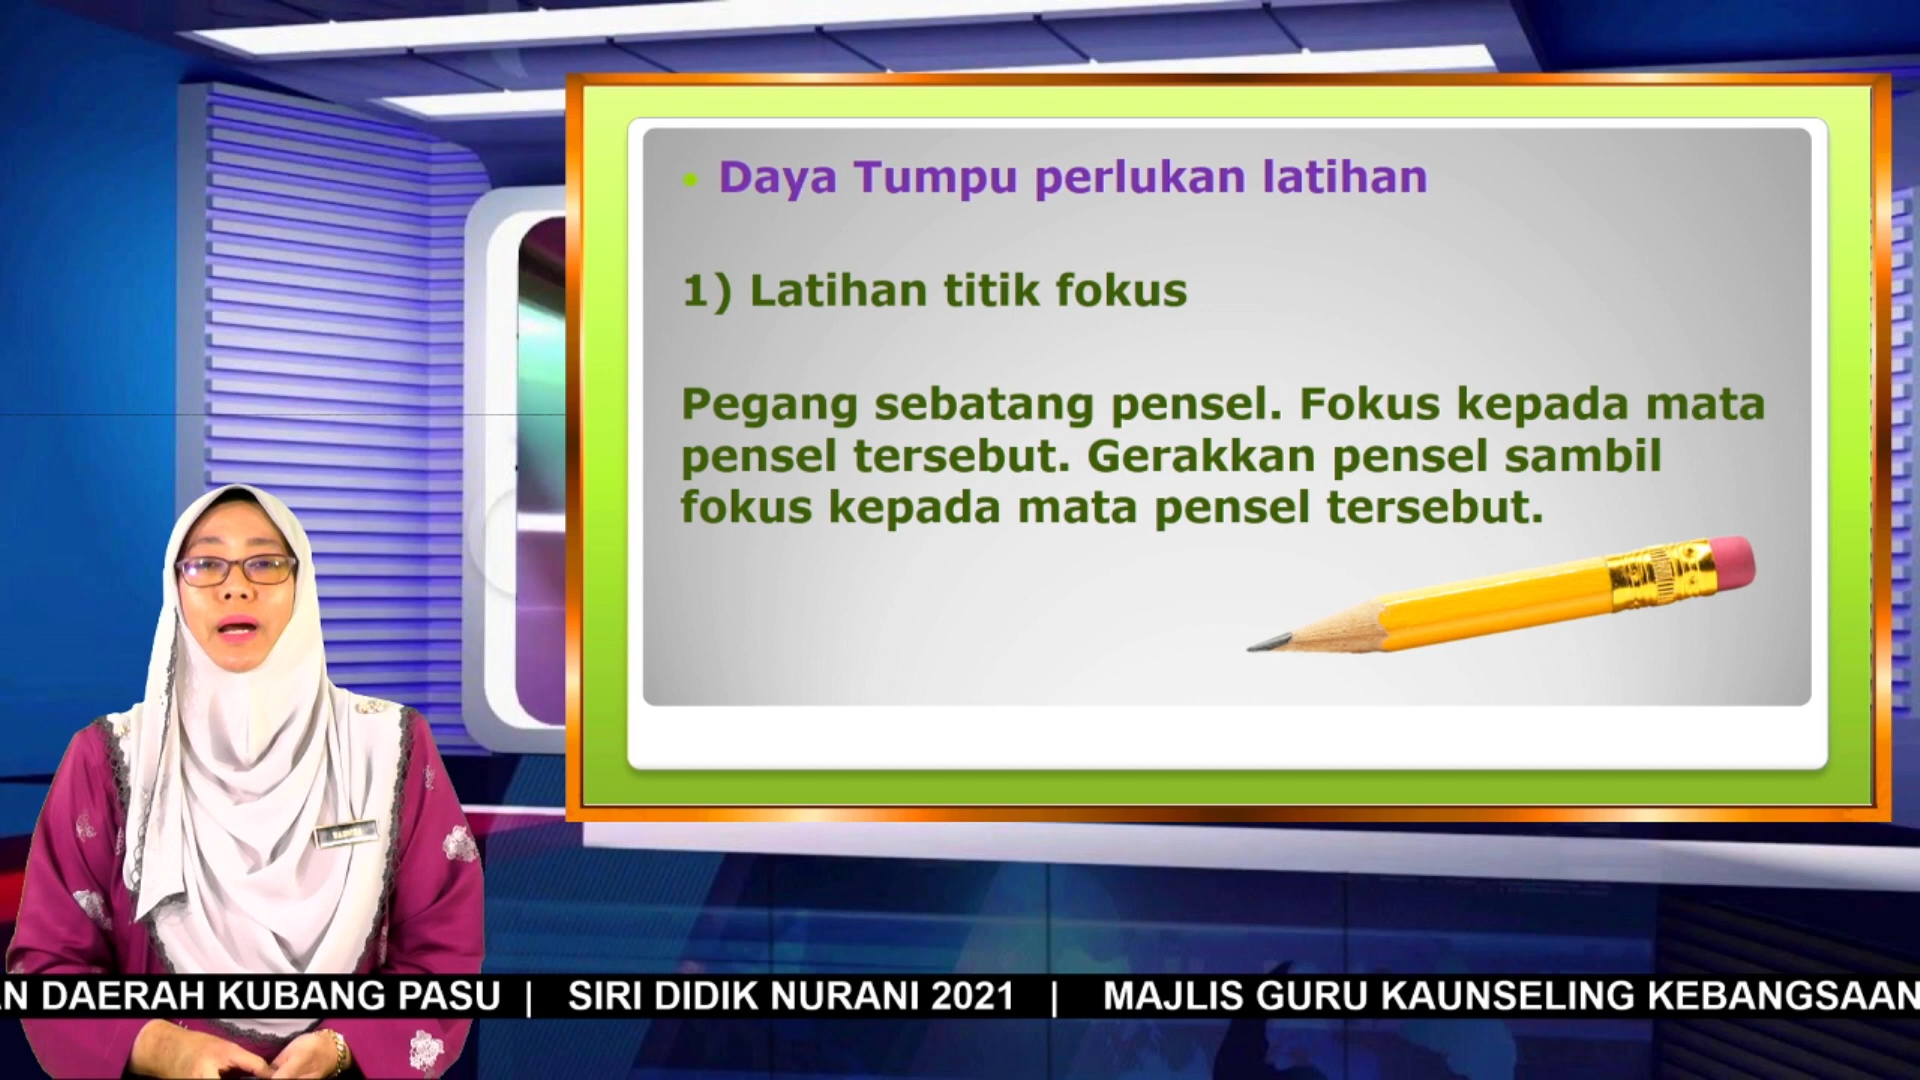 Daya Tumpu perlukan latihan
1) Latihan titik fokus
Pegang sebatang pensel. Fokus kepada mata
pensel tersebut. Gerakkan pensel sambil
fokus kepada mata pensel tersebut.
N DAERAH KUBANG PASU | SIRI DIDIK NURANI 2021 | MAJLIS GURU KAUNSELING KEBANGSAAN